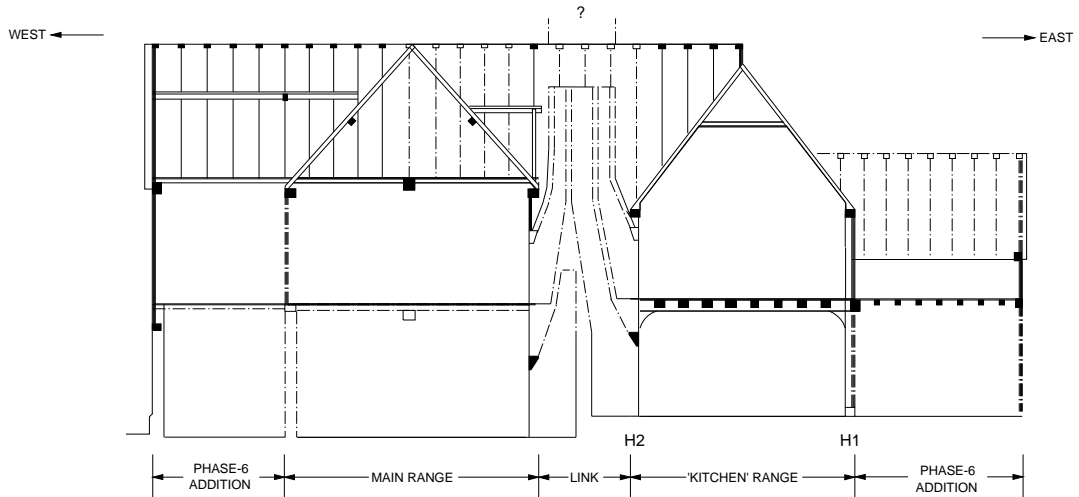 ?
WEST
EAST
H2
H1
PHASE-6
ADDITION
MAIN RANGE
LINK
'KITCHEN' RANGE
PHASE-6
ADDITION